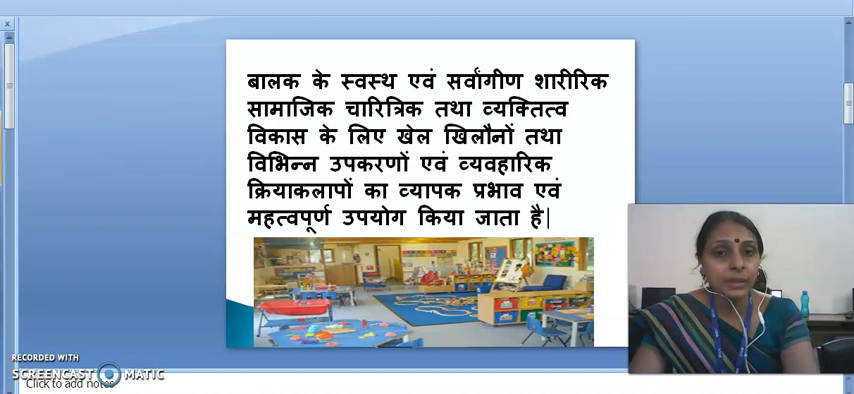 बालक के स्वस्थ एवं सर्वांगीण शारीरिक
सामाजिक चारित्रिक तथा व्यक्तित्व
विकास के लिए खेल खिलौनों तथा
विभिन्न उपकरणों एवं व्यवहारिक
क्रियाकलापों का व्यापक प्रभाव एवं
महत्वपूर्ण उपयोग किया जाता है
RECORDED WITH
SCREENCAST MATIC
Click to add notes